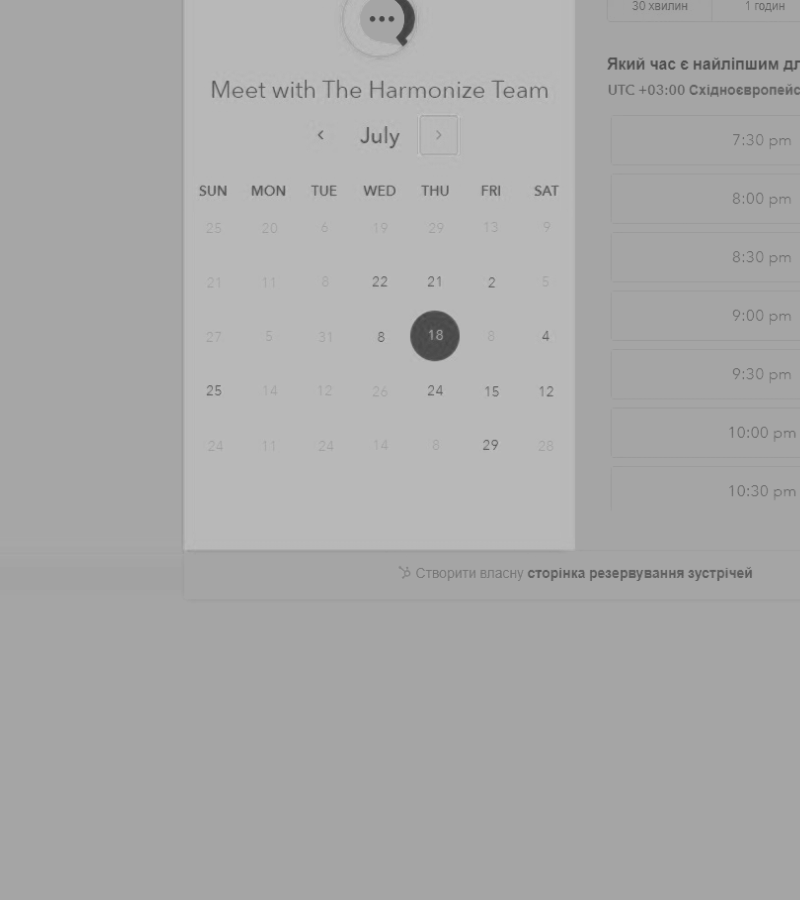 30 хвилин 1 годин
Meet with The Harmonize Team
Який час є найліпшим
July
UTC +03:00
SUN MON TUE WED THU FRI SAT
7:30 pm
25 20 6 19 29 13 9
8:00 pm
21 11 8 22 21 2 5
8:30 pm
27 5 31 8 18 8 4
9:00 pm
25 14 12 26 24 15 12
9:30 pm
24 11 24 14 8 29 28
10:00 pm
10:30 pm
Створити власну сторінка резервування зустрічей